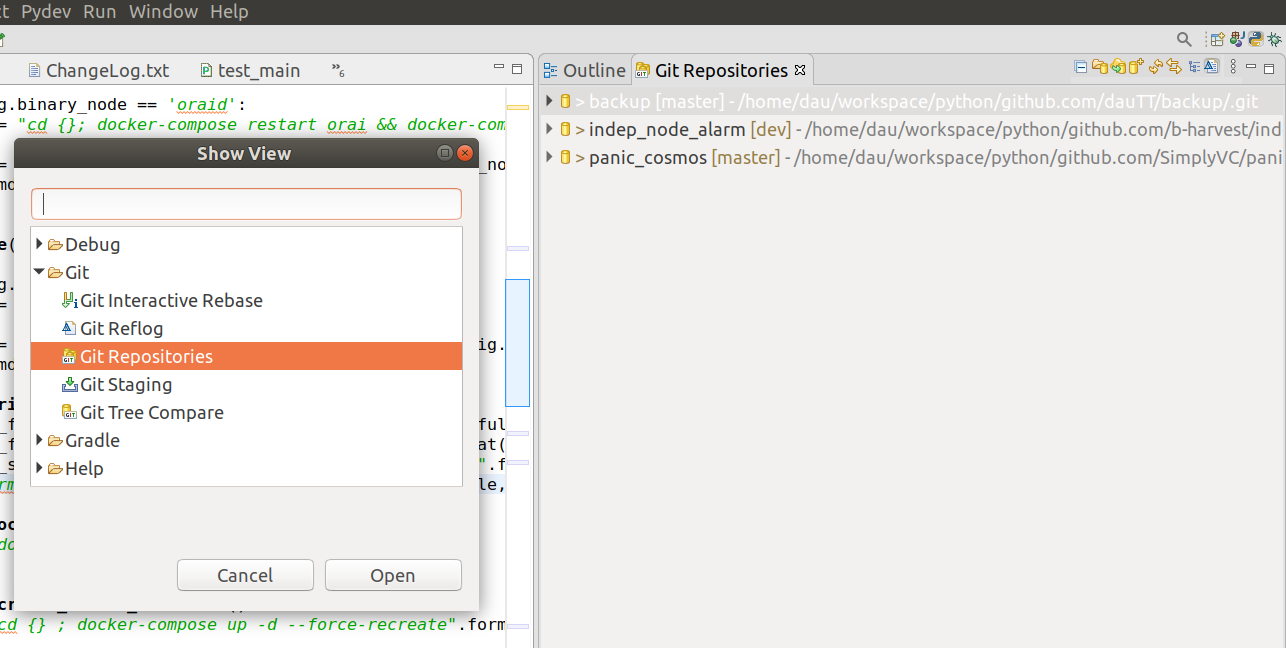 Pydev Run Window Help
ChangeLog.txt test_main »6
Outline Git Repositories
g.binary_node == 'oraid':
= "cd {}; docker-compose restart orai && docker-com
> backup [master] - /home/dau/workspace/python/github.com/dauTT/backup/.git
> indep_node_alarm [dev] - /home/dau/workspace/python/github.com/b-harvest/ind
> panic_cosmos [master] - /home/dau/workspace/python/github.com/SimplyVC/pani
Show View
Debug
Git
Git Interactive Rebase
Git Reflog
Git Repositories
Git Staging
Git Tree Compare
Gradle
Help
Cancel Open
cd {} ; docker-compose up -d --force-recreate".form